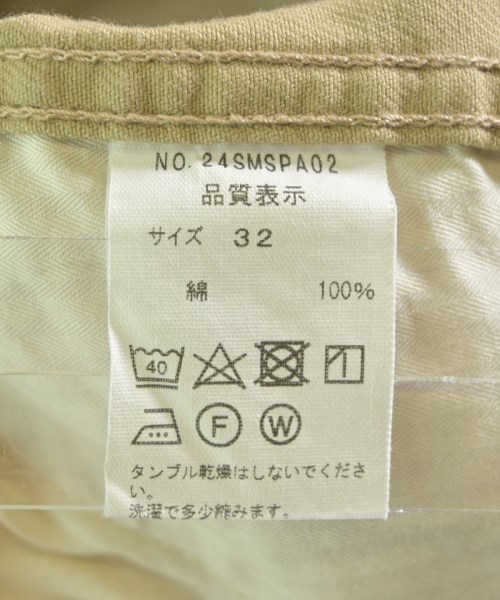 NO. 24SMSPA02
品質表示
サイズ 32
綿 100%
40
F W
タンブル乾燥はしないでくださ
い。
洗濯で多少縮みます。